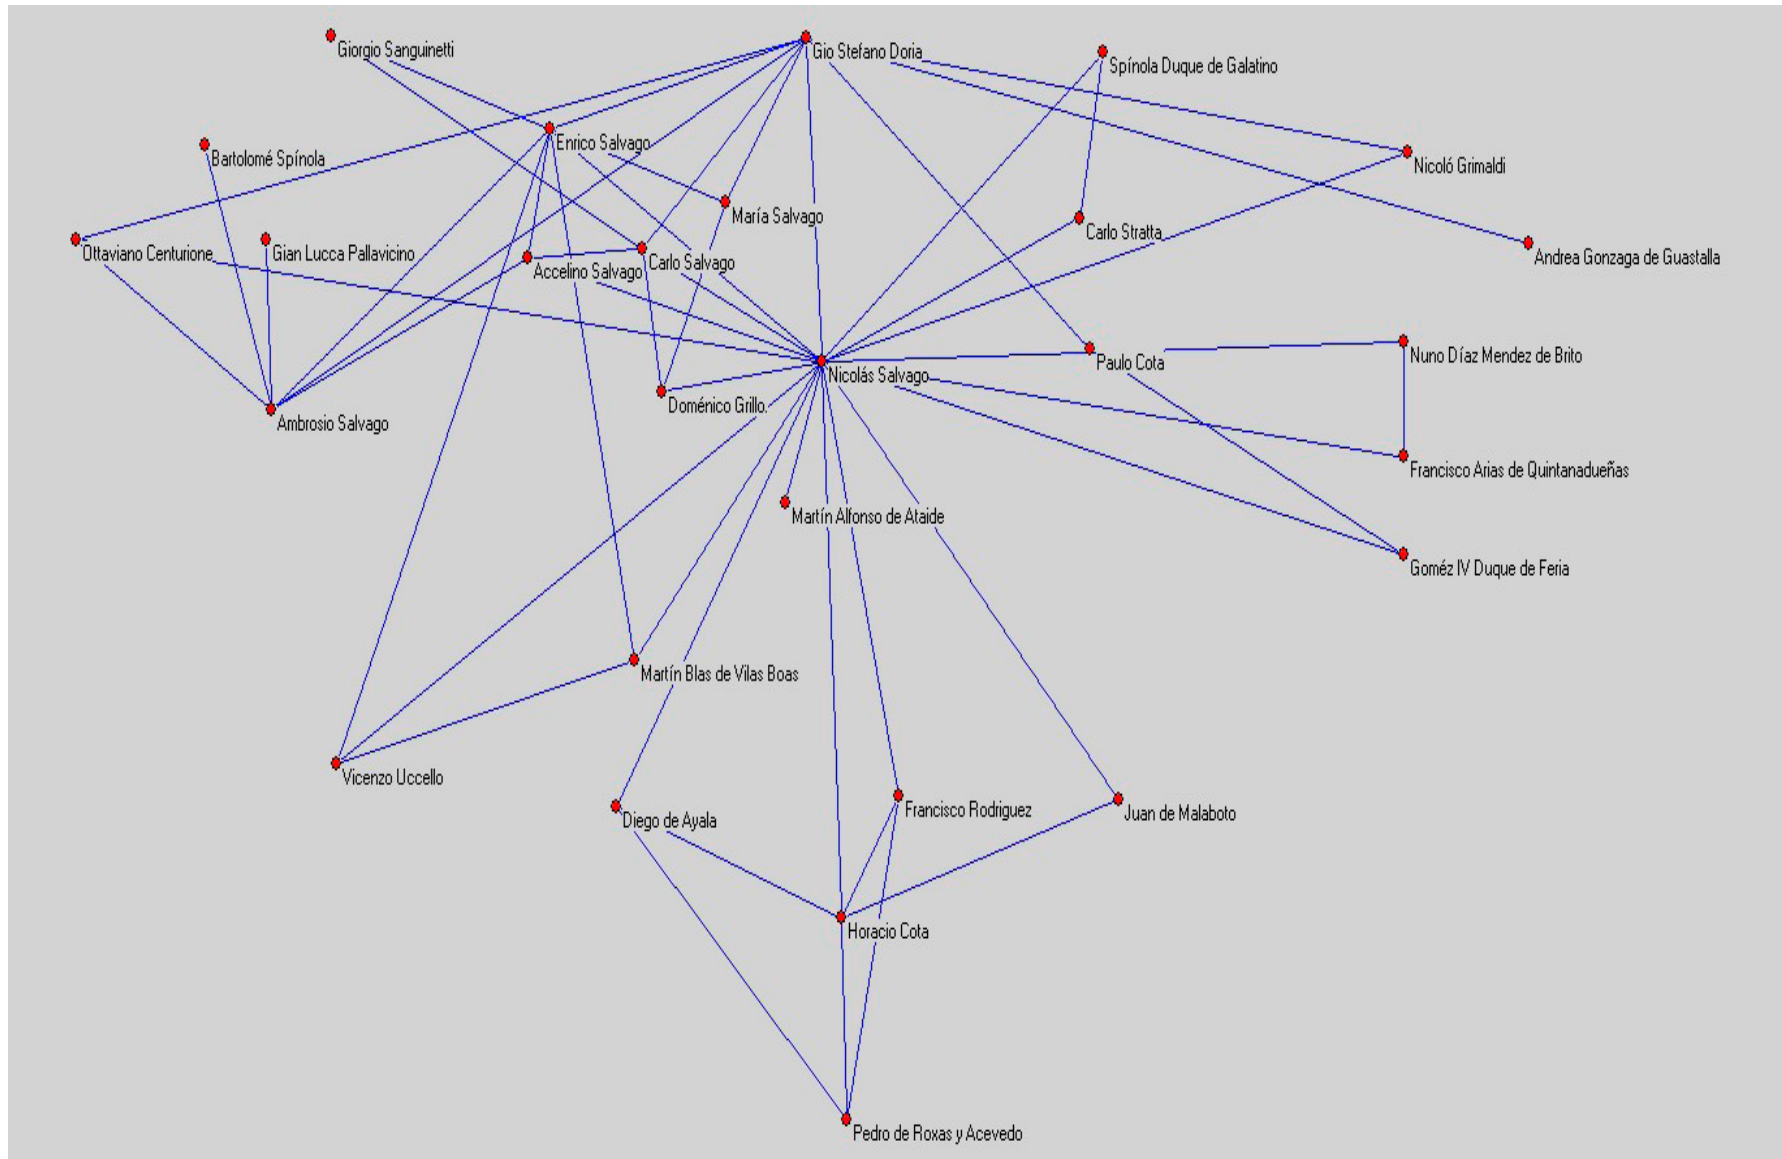 Giorgio Sanguinetti
Gio Stefano Doria
Spínola Duque de Galatino
Enrico Salvago
Bartolomé Spínola
Nicoló Grimaldi
María Salvago
Carlo Stratta
Ottaviano Centurione
Gian Lucca Pallavicino
Carlo Salvago
Andrea Gonzaga de Guastalla
Accelino Salvago
Nuno Díaz Mendez de Brito
Paulo Cota
Nicolás Salvago
Doménico Grillo.
Ambrosio Salvago
Francisco Arias de Quintanadueñas
Martín Alfonso de Ataide
Goméz IV Duque de Feria
Martín Blas de Vilas Boas
Vicenzo Uccello
Francisco Rodriguez
Juan de Malaboto
Diego de Ayala
Horacio Cota
Pedro de Roxas y Acevedo